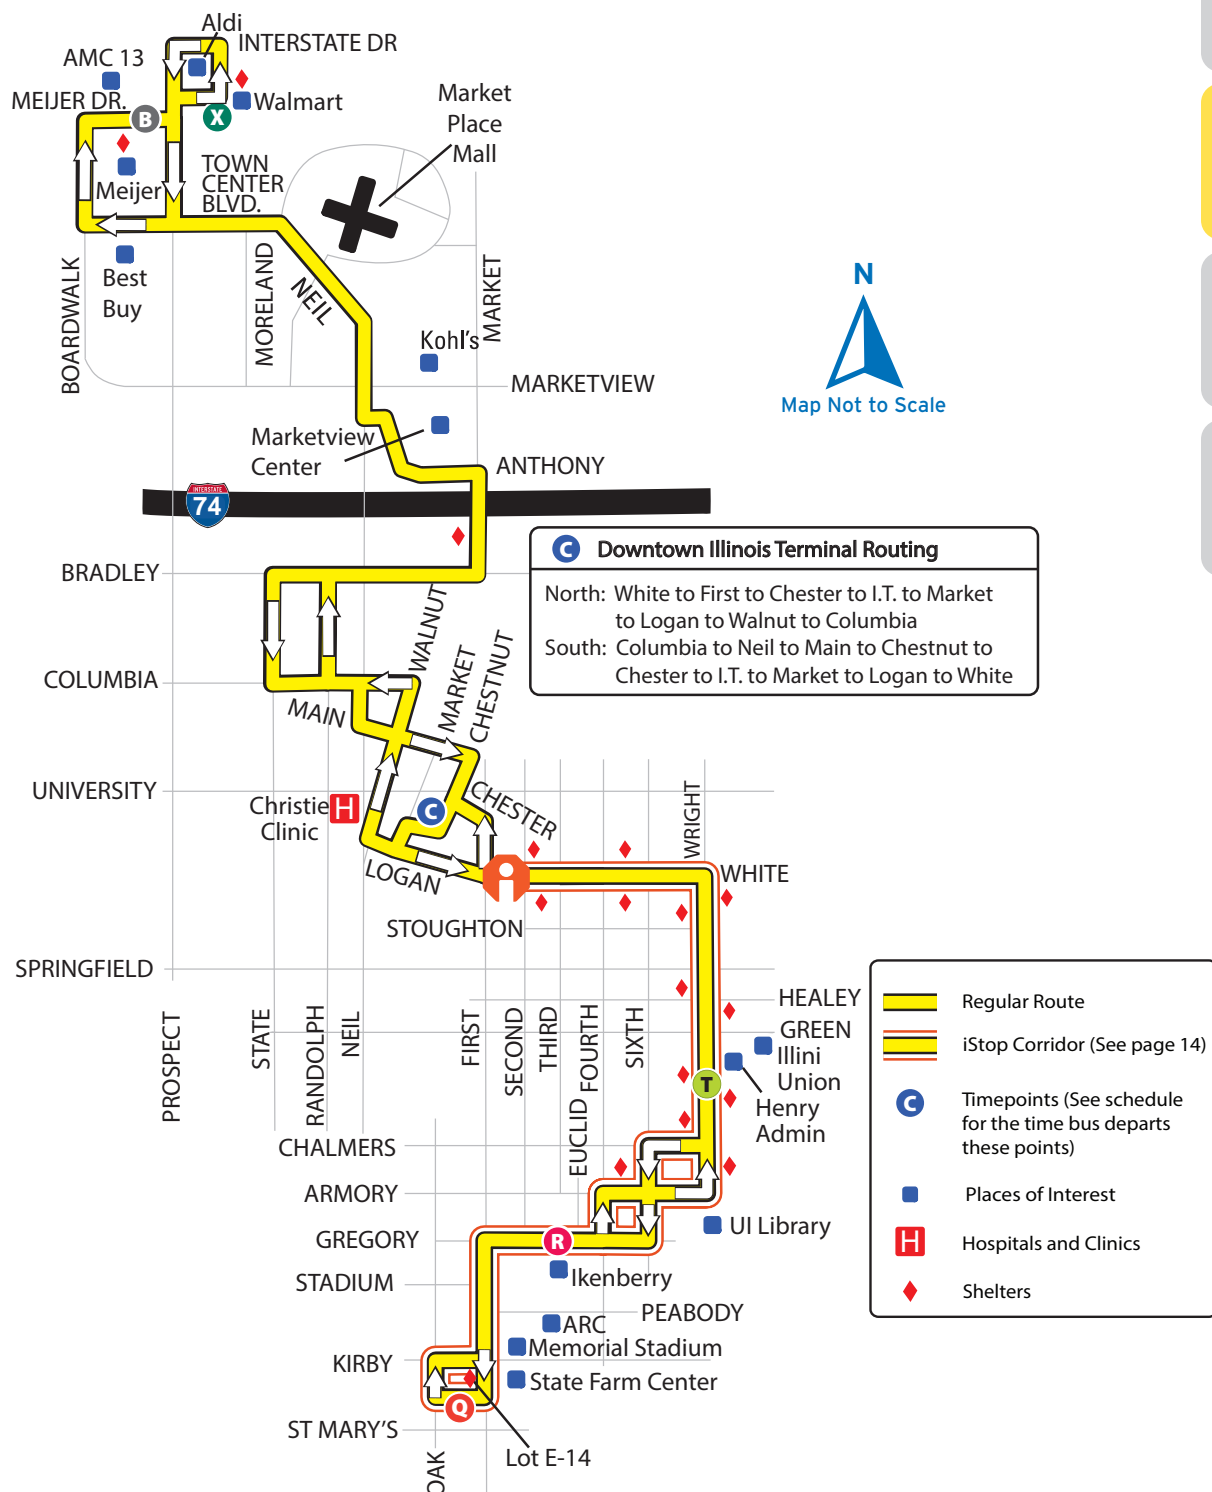 Aldi
INTERSTATE DR
AMC 13
MEIJER DR.
B
X
Walmart
Market
Place
Mall
Meijer
TOWN
CENTER
BLVD.
Best
Buy
BOARDWALK
MORELAND
NEIL
MARKET
Kohl's
MARKETVIEW
N
Map Not to Scale
Marketview
Center
ANTHONY
INTERSTATE
74
BRADLEY
C Downtown Illinois Terminal Routing
North: White to First to Chester to I.T. to Market
to Logan to Walnut to Columbia
South: Columbia to Neil to Main to Chestnut to
Chester to I.T. to Market to Logan to White
WALNUT
MARKET
CHESTNUT
COLUMBIA
MAIN
UNIVERSITY
Christie
Clinic
H
C
CHESTER
LOGAN
i
WRIGHT
WHITE
STOUGHTON
SPRINGFIELD
HEALEY
GREEN
PROSPECT
STATE
RANDOLPH
NEIL
FIRST
SECOND
THIRD
FOURTH
SIXTH
EUCLID
T
Illini
Union
Henry
Admin
CHALMERS
ARMORY
GREGORY
R
UI Library
STADIUM
Ikenberry
PEABODY
ARC
Memorial Stadium
KIRBY
State Farm Center
Q
ST MARY'S
Lot E-14
OAK
Regular Route
iStop Corridor (See page 14)
C Timepoints (See schedule
for the time bus departs
these points)
Places of Interest
H Hospitals and Clinics
Shelters